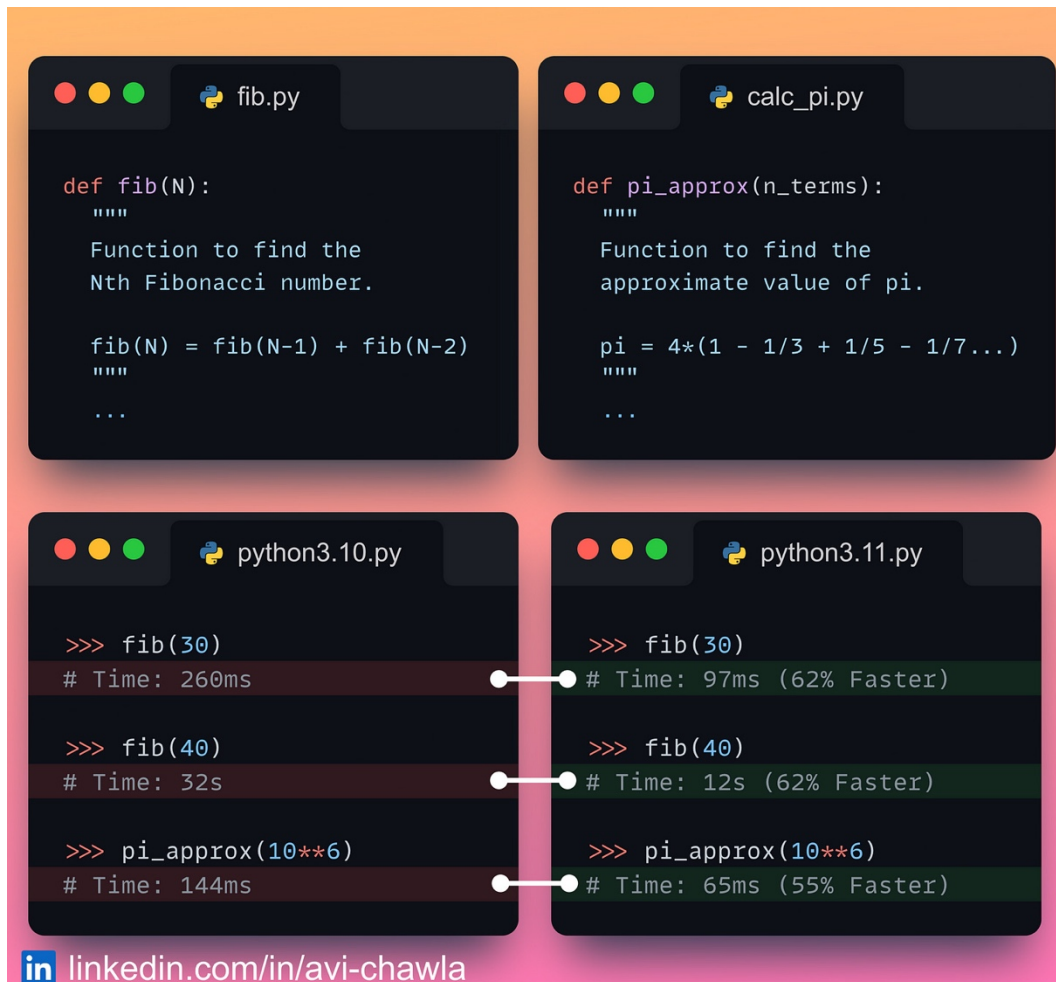 fib.py
def fib(N):
"""
Function to find the
Nth Fibonacci number.
fib(N) = fib(N-1) + fib(N-2)
"""
...
calc_pi.py
def pi_approx(n_terms):
"""
Function to find the
approximate value of pi.
pi = 4*(1 - 1/3 + 1/5 - 1/7...)
"""
...
python3.10.py
>>> fib(30)
# Time: 260ms
>>> fib(40)
# Time: 32s
>>> pi_approx(10**6)
# Time: 144ms
python3.11.py
>>> fib(30)
# Time: 97ms (62% Faster)
>>> fib(40)
# Time: 12s (62% Faster)
>>> pi_approx(10**6)
# Time: 65ms (55% Faster)
in linkedin.com/in/avi-chawla